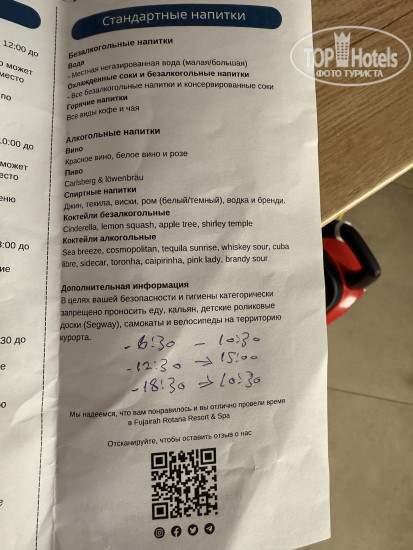 TOP Hotels
ФОТО ТУРИСТА
Стандартные напитки
12:00 до
может
место
по
10:00 до
может
место
еню
3:00 до
ние
30 до
Безалкогольные напитки
Вода
- Местная негазированная вода (малая/большая)
Охлажденные соки и безалкогольные напитки
- Все безалкогольные напитки и консервированные соки
Горячие напитки
Все виды кофе и чая
Алкогольные напитки
Вино
Красное вино, белое вино и розе
Пиво
Carlsberg & löwenbräu
Спиртные напитки
Джин, текила, виски, ром (белый/темный), водка и бренди.
Коктейли безалкогольные
Cinderella, lemon squash, apple tree, shirley temple
Коктейли алкогольные
Sea breeze, cosmopolitan, tequila sunrise, whiskey sour, cuba
libre, sidecar, toronha, caipirinha, pink lady, brandy sour
Дополнительная информация
В целях вашей безопасности и гигиены категорически
запрещено проносить еду, кальян, детские роликовые
доски (Segway), самокаты и велосипеды на территорию
курорта.
- 6:30 - 10:30
- 12:30 → 15:00
- 18:30 → 10:30
Мы надеемся, что вам понравилось и вы отлично провели время
в Fujairah Rotana Resort & Spa
Отсканируйте, чтобы оставить отзыв о нас